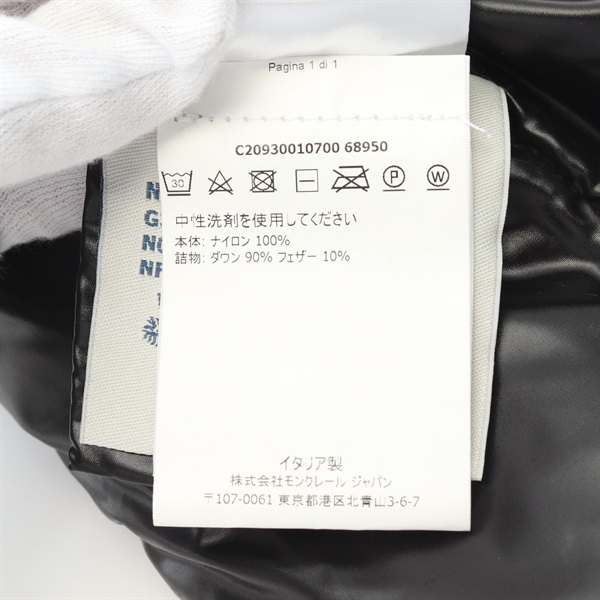 Pagina 1 di 1
C20930010700 68950
30 P W
中性洗剤を使用してください
本体: ナイロン 100%
詰物: ダウン 90% フェザー 10%
イタリア製
株式会社モンクレール ジャパン
〒107-0061 東京都港区北青山3-6-7